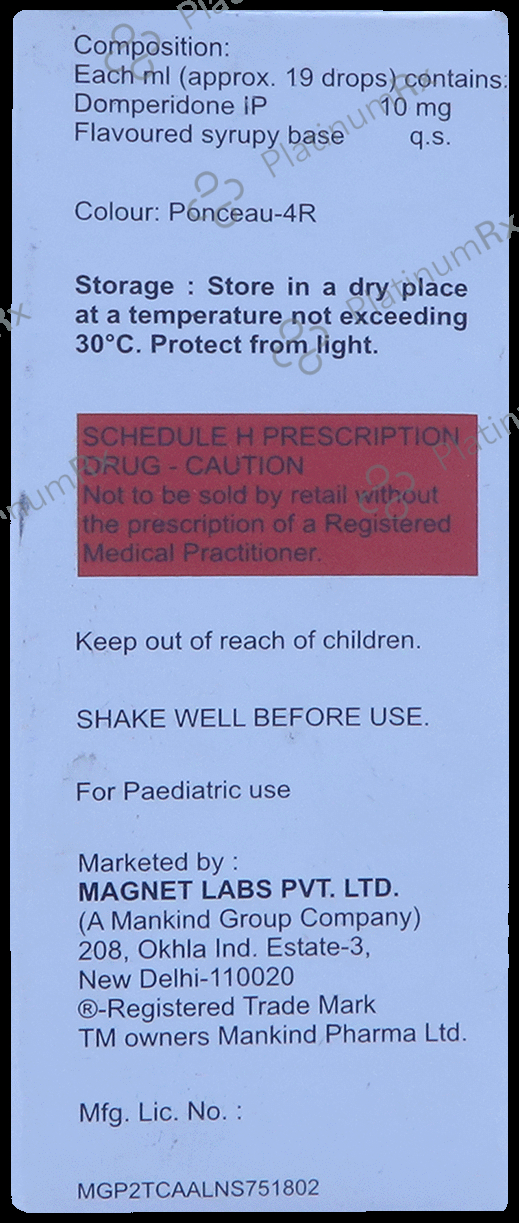 Composition:
Each ml (approx. 19 drops) contains:
Domperidone IP 10 mg
Flavoured syrupy base q.s.
Colour: Ponceau-4R
Storage : Store in a dry place
at a temperature not exceeding
30°C. Protect from light.
SCHEDULE H PRESCRIPTION
DRUG - CAUTION
Not to be sold by retail without
the prescription of a Registered
Medical Practitioner.
Keep out of reach of children.
SHAKE WELL BEFORE USE.
For Paediatric use
Marketed by :
MAGNET LABS PVT. LTD.
(A Mankind Group Company)
208, Okhla Ind. Estate-3,
New Delhi-110020
®-Registered Trade Mark
TM owners Mankind Pharma Ltd.
Mfg. Lic. No. :
MGP2TCAALNS751802
PlatinumRx
PlatinumRx